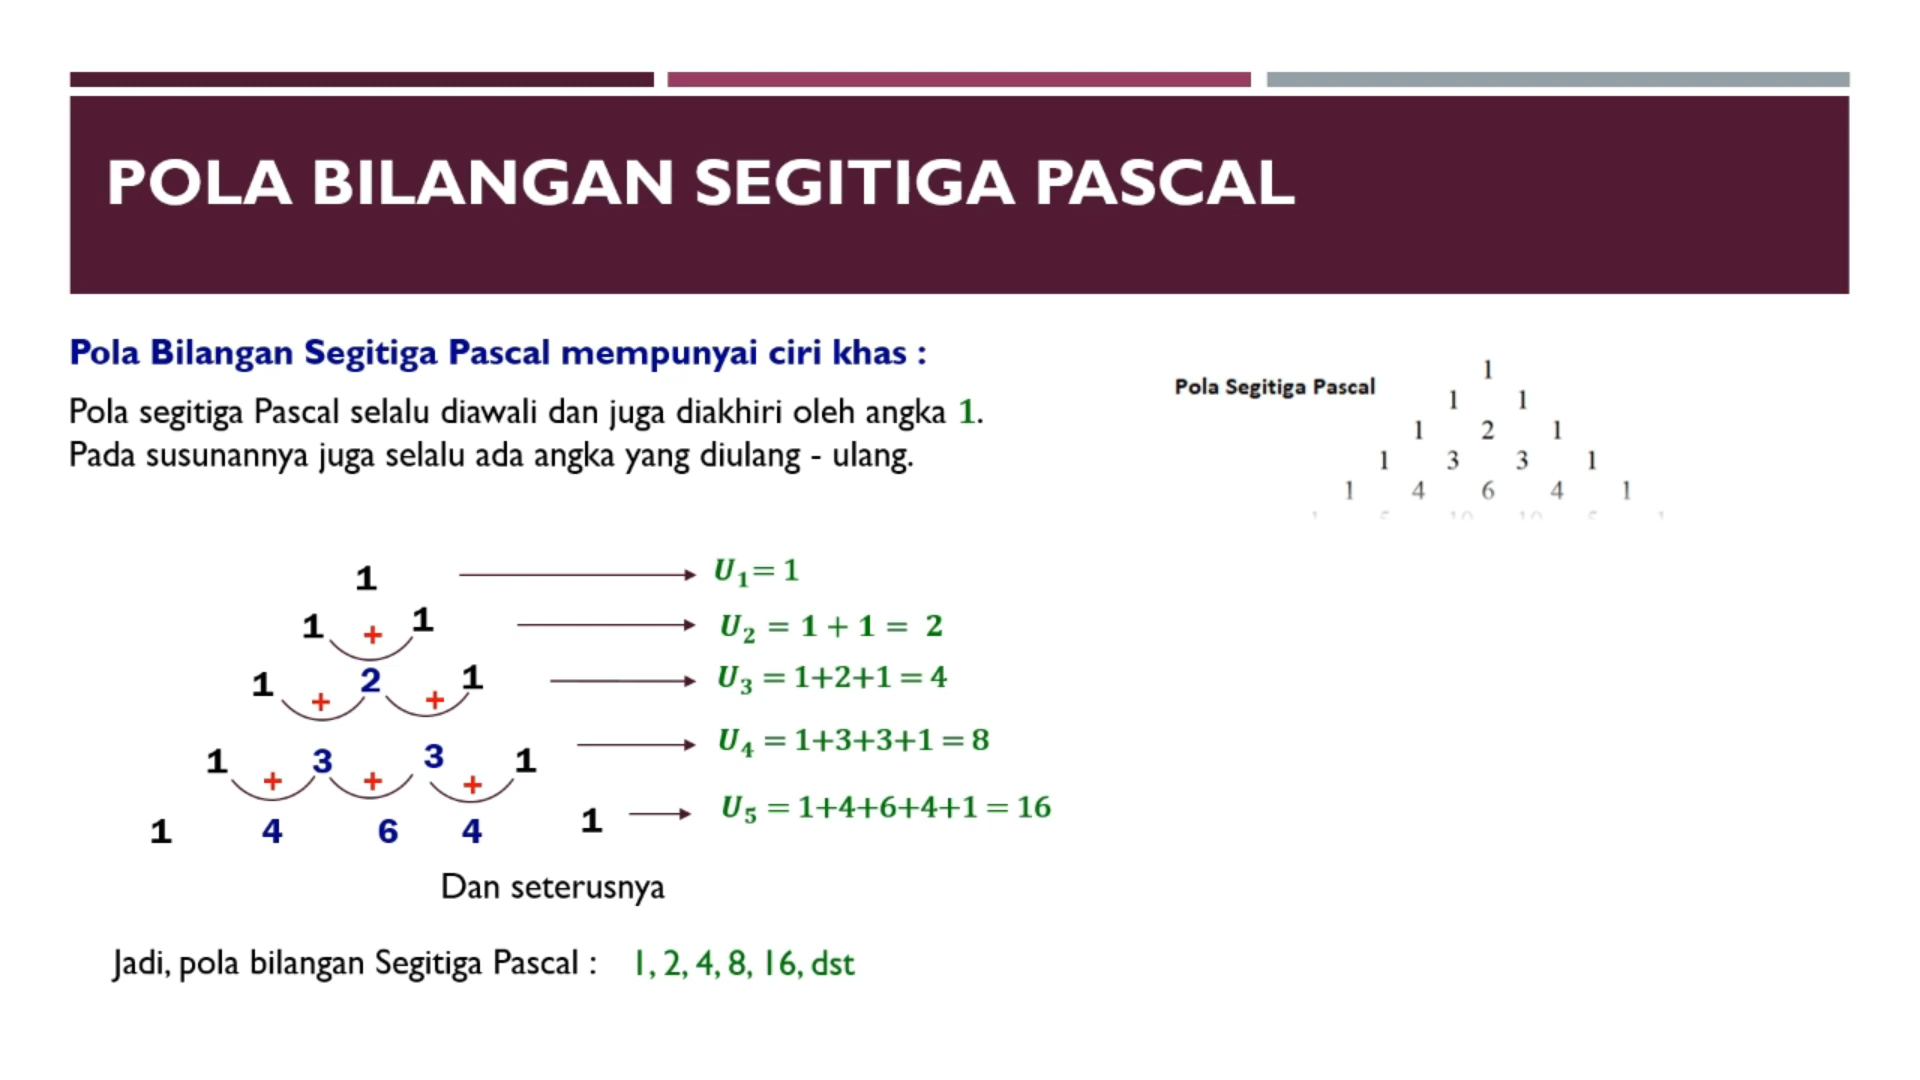 POLA BILANGAN SEGITIGA PASCAL
Pola Bilangan Segitiga Pascal mempunyai ciri khas :
Pola segitiga Pascal selalu diawali dan juga diakhiri oleh angka 1.
Pada susunannya juga selalu ada angka yang diulang - ulang.
Pola Segitiga Pascal
1
1 1
1 2 1
1 3 3 1
1 4 6 4 1
1 U₁= 1
1 + 1 U₂ = 1 + 1 = 2
1 + 2 + 1 U₃ = 1+2+1 = 4
1 + 3 + 3 + 1 U₄ = 1+3+3+1 = 8
1 4 6 4 1 U₅ = 1+4+6+4+1 = 16
Dan seterusnya
Jadi, pola bilangan Segitiga Pascal : 1, 2, 4, 8, 16, dst